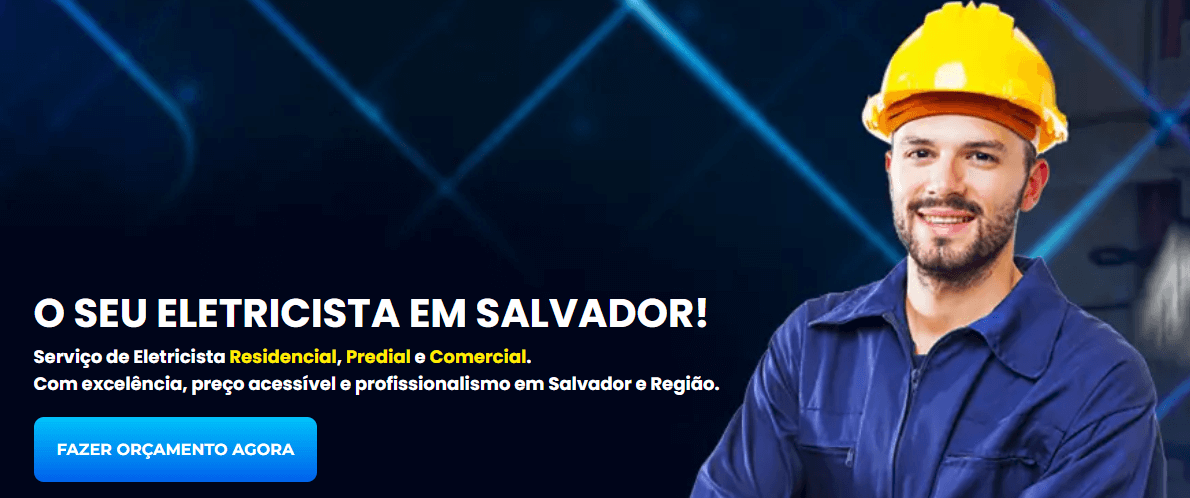 O SEU ELETRICISTA EM SALVADOR!
Serviço de Eletricista Residencial, Predial e Comercial.
Com excelência, preço acessível e profissionalismo em Salvador e Região.
FAZER ORÇAMENTO AGORA